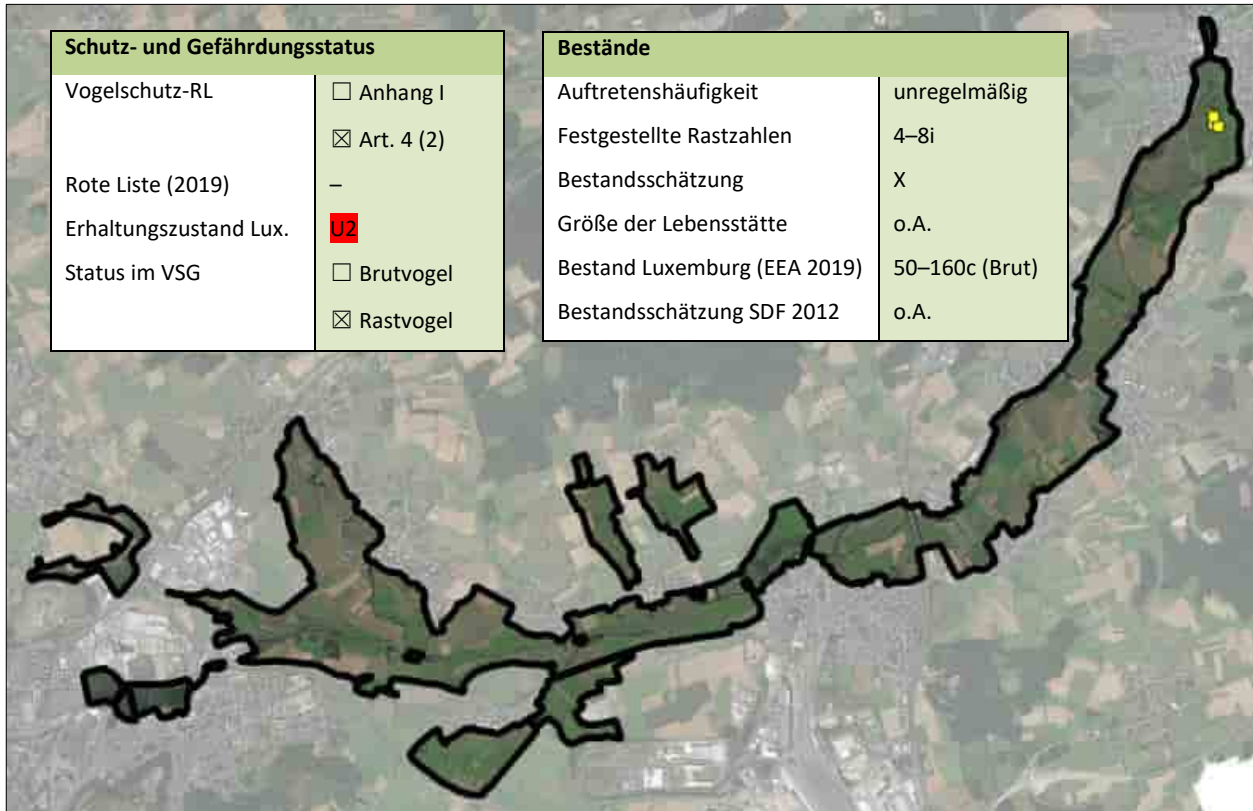 Schutz- und Gefährdungsstatus
Vogelschutz-RL ☐ Anhang I
☒ Art. 4 (2)
Rote Liste (2019) –
Erhaltungszustand Lux. U2
Status im VSG ☐ Brutvogel
☒ Rastvogel
Bestände
Auftretenshäufigkeit unregelmäßig
Festgestellte Rastzahlen 4–8i
Bestandsschätzung X
Größe der Lebensstätte o.A.
Bestand Luxemburg (EEA 2019) 50–160c (Brut)
Bestandsschätzung SDF 2012 o.A.